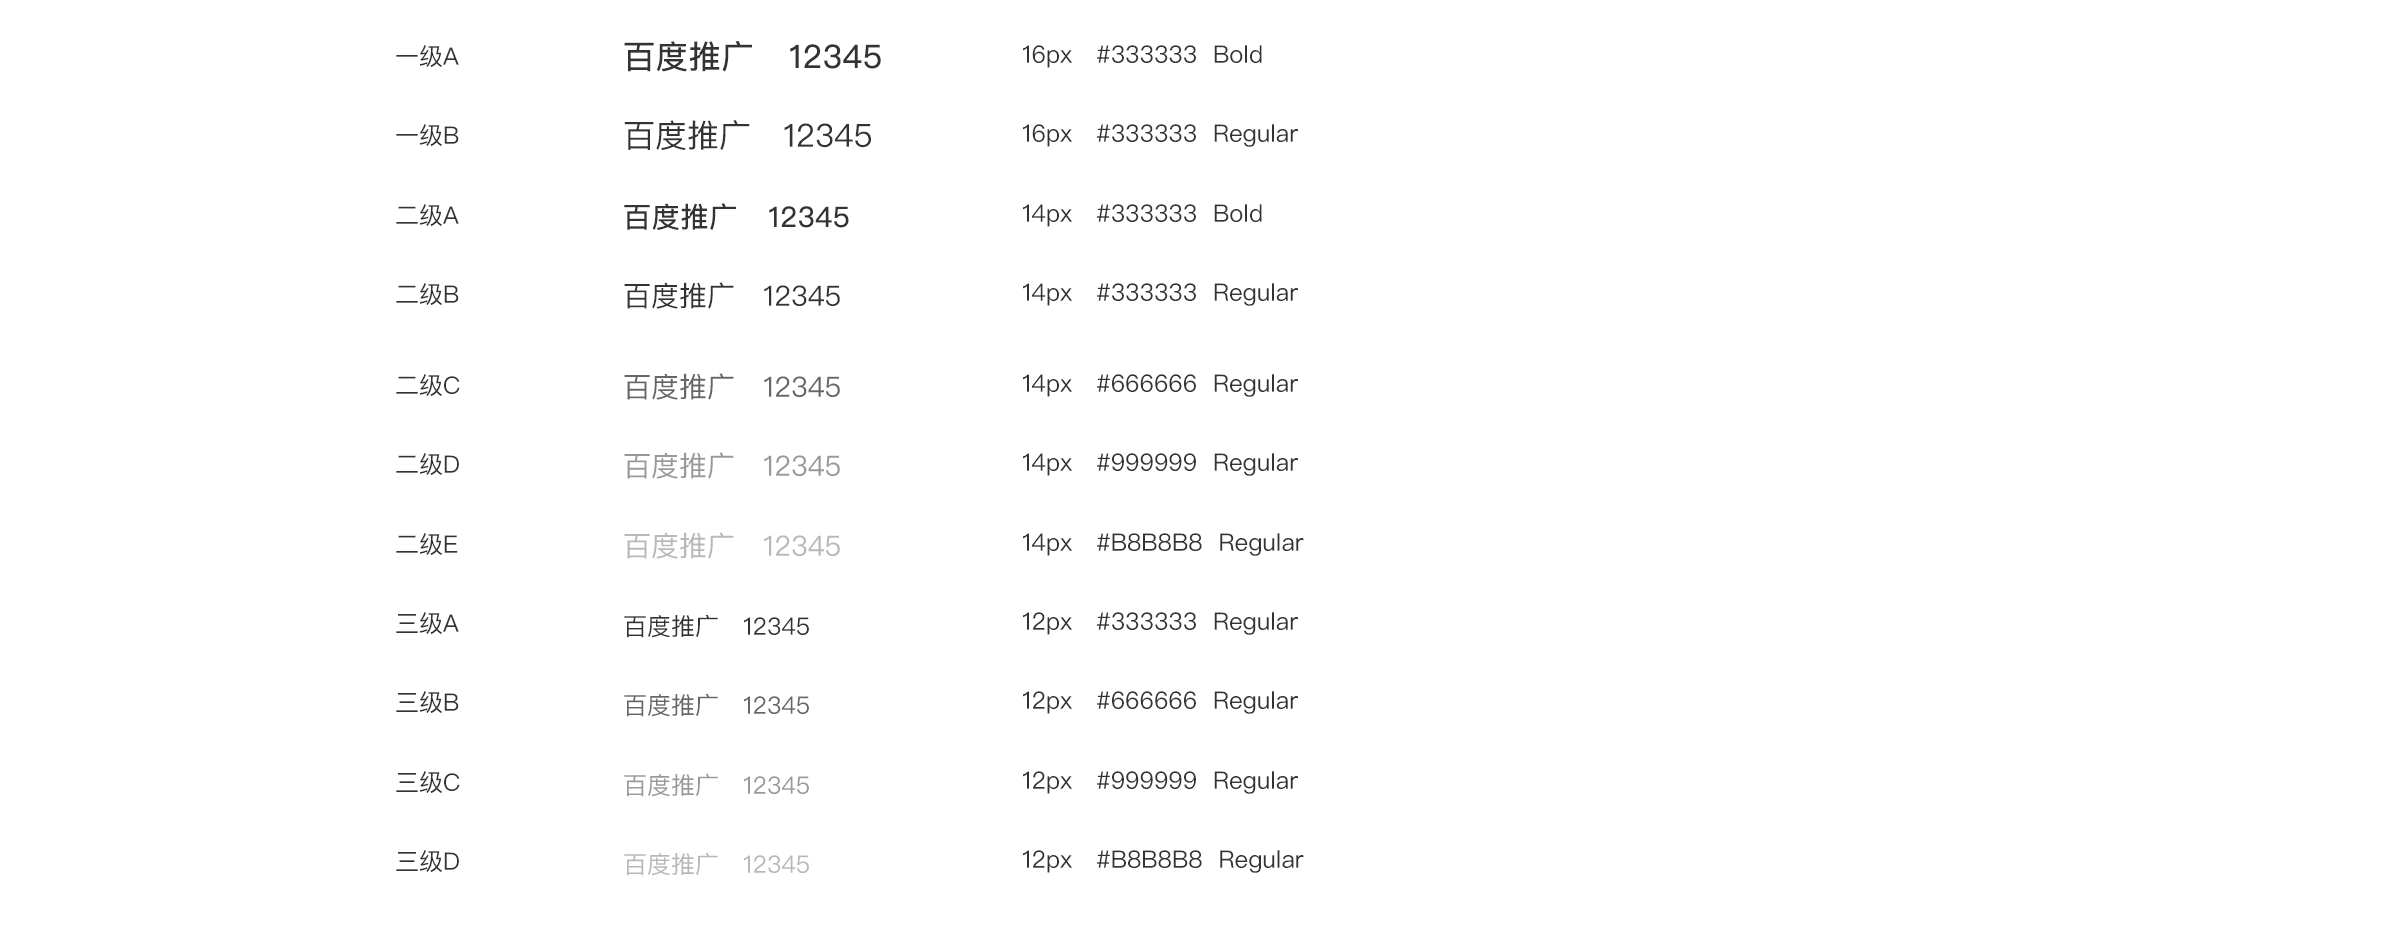 一级A 百度推广 12345 16px #333333 Bold
一级B 百度推广 12345 16px #333333 Regular
二级A 百度推广 12345 14px #333333 Bold
二级B 百度推广 12345 14px #333333 Regular
二级C 百度推广 12345 14px #666666 Regular
二级D 百度推广 12345 14px #999999 Regular
二级E 百度推广 12345 14px #B8B8B8 Regular
三级A 百度推广 12345 12px #333333 Regular
三级B 百度推广 12345 12px #666666 Regular
三级C 百度推广 12345 12px #999999 Regular
三级D 百度推广 12345 12px #B8B8B8 Regular